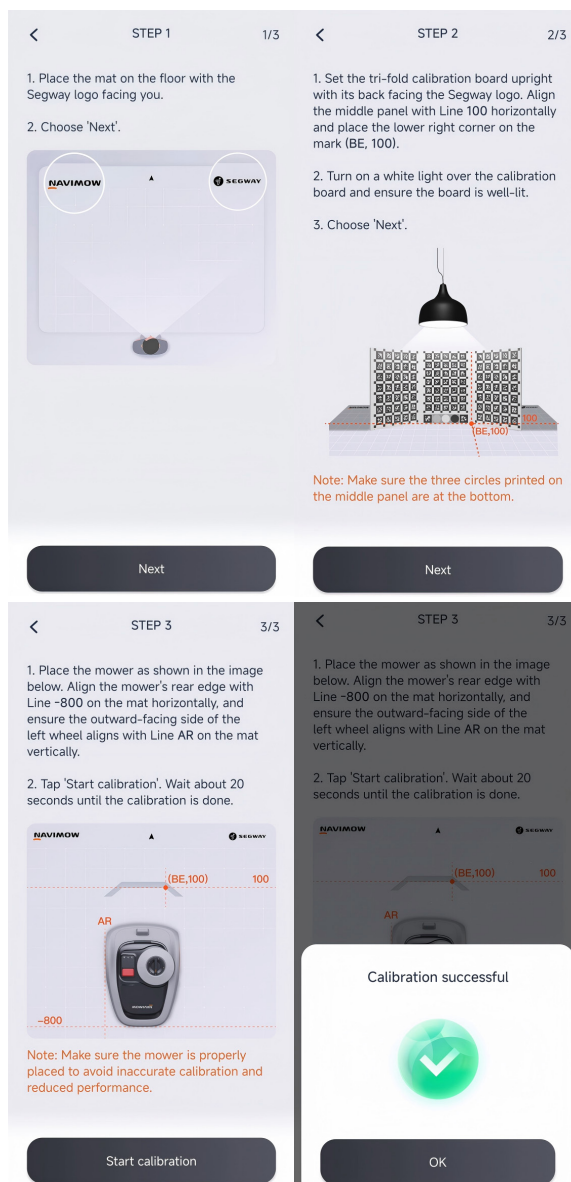 STEP 1
1/3
1. Place the mat on the floor with the
Segway logo facing you.
2. Choose 'Next'.
NAVIMOW
SEGWAY
Next
STEP 2
2/3
1. Set the tri-fold calibration board upright
with its back facing the Segway logo. Align
the middle panel with Line 100 horizontally
and place the lower right corner on the
mark (BE, 100).
2. Turn on a white light over the calibration
board and ensure the board is well-lit.
3. Choose 'Next'.
100
(BE,100)
Note: Make sure the three circles printed on
the middle panel are at the bottom.
Next
STEP 3
3/3
1. Place the mower as shown in the image
below. Align the mower's rear edge with
Line -800 on the mat horizontally, and
ensure the outward-facing side of the
left wheel aligns with Line AR on the mat
vertically.
2. Tap 'Start calibration'. Wait about 20
seconds until the calibration is done.
NAVIMOW
SEGWAY
(BE,100)
100
AR
-800
Note: Make sure the mower is properly
placed to avoid inaccurate calibration and
reduced performance.
Start calibration
STEP 3
3/3
1. Place the mower as shown in the image
below. Align the mower's rear edge with
Line -800 on the mat horizontally, and
ensure the outward-facing side of the
left wheel aligns with Line AR on the mat
vertically.
2. Tap 'Start calibration'. Wait about 20
seconds until the calibration is done.
NAVIMOW
SEGWAY
(BE,100)
100
AR
Calibration successful
OK